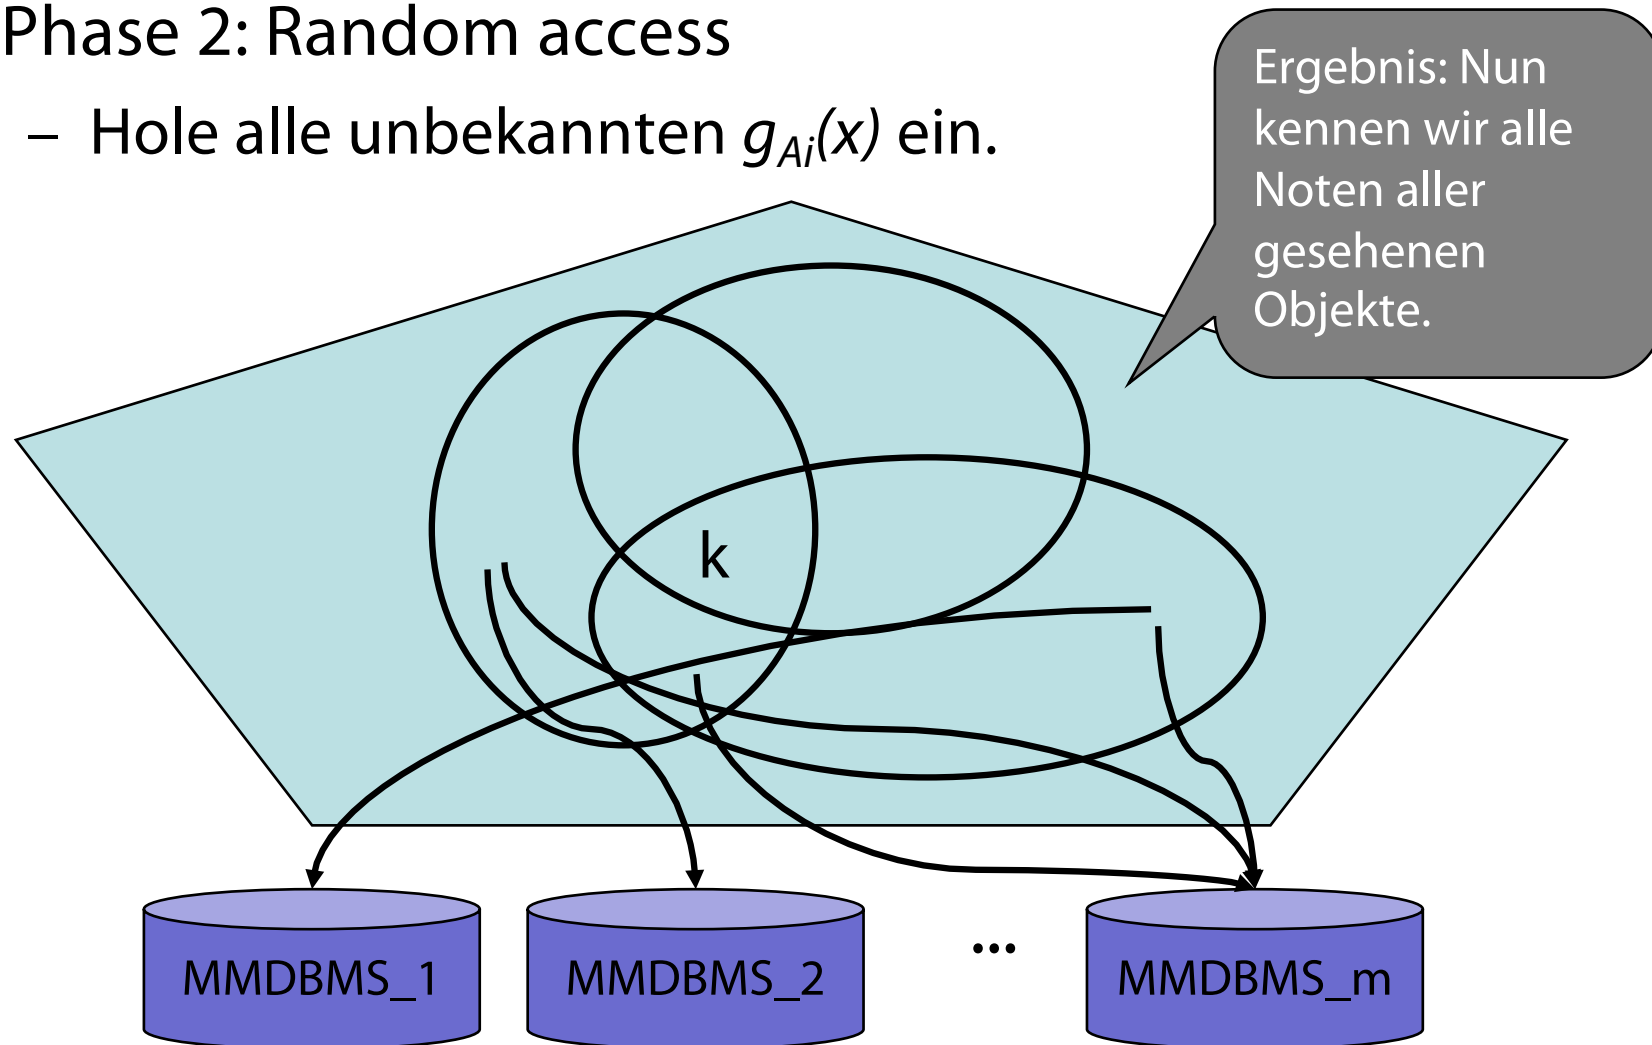 Phase 2: Random access
– Hole alle unbekannten gAi(x) ein.
Ergebnis: Nun
kennen wir alle
Noten aller
gesehenen
Objekte.
k
MMDBMS_1
MMDBMS_2
...
MMDBMS_m